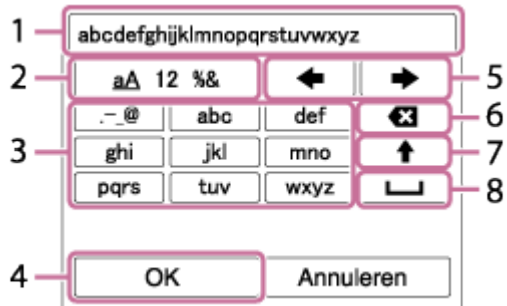 1 abcdefghijklmnopqrstuvwxyz
2 aA 12 %& 5
.-_@ abc def 6
3 ghi jkl mno 7
pqrs tuv wxyz 8
4 OK Annuleren